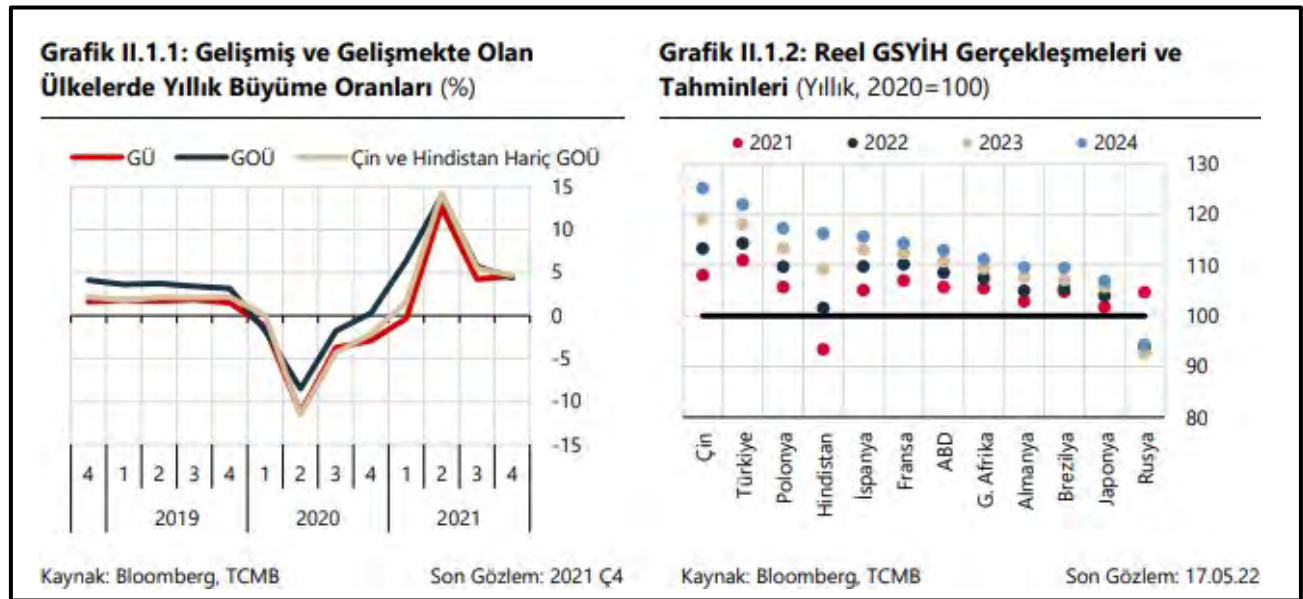 Grafik II.1.1: Gelişmiş ve Gelişmekte Olan
Ülkelerde Yıllık Büyüme Oranları (%)
GÜ GOÜ Çin ve Hindistan Hariç GOÜ
15
10
5
0
-5
-10
-15
4 1 2 3 4 1 2 3 4 1 2 3 4
2019 2020 2021
Kaynak: Bloomberg, TCMB Son Gözlem: 2021 Ç4
Grafik II.1.2: Reel GSYİH Gerçekleşmeleri ve
Tahminleri (Yıllık, 2020=100)
2021 2022 2023 2024
130
120
110
100
90
80
Çin
Türkiye
Polonya
Hindistan
İspanya
Fransa
ABD
G. Afrika
Almanya
Brezilya
Japonya
Rusya
Kaynak: Bloomberg, TCMB Son Gözlem: 17.05.22